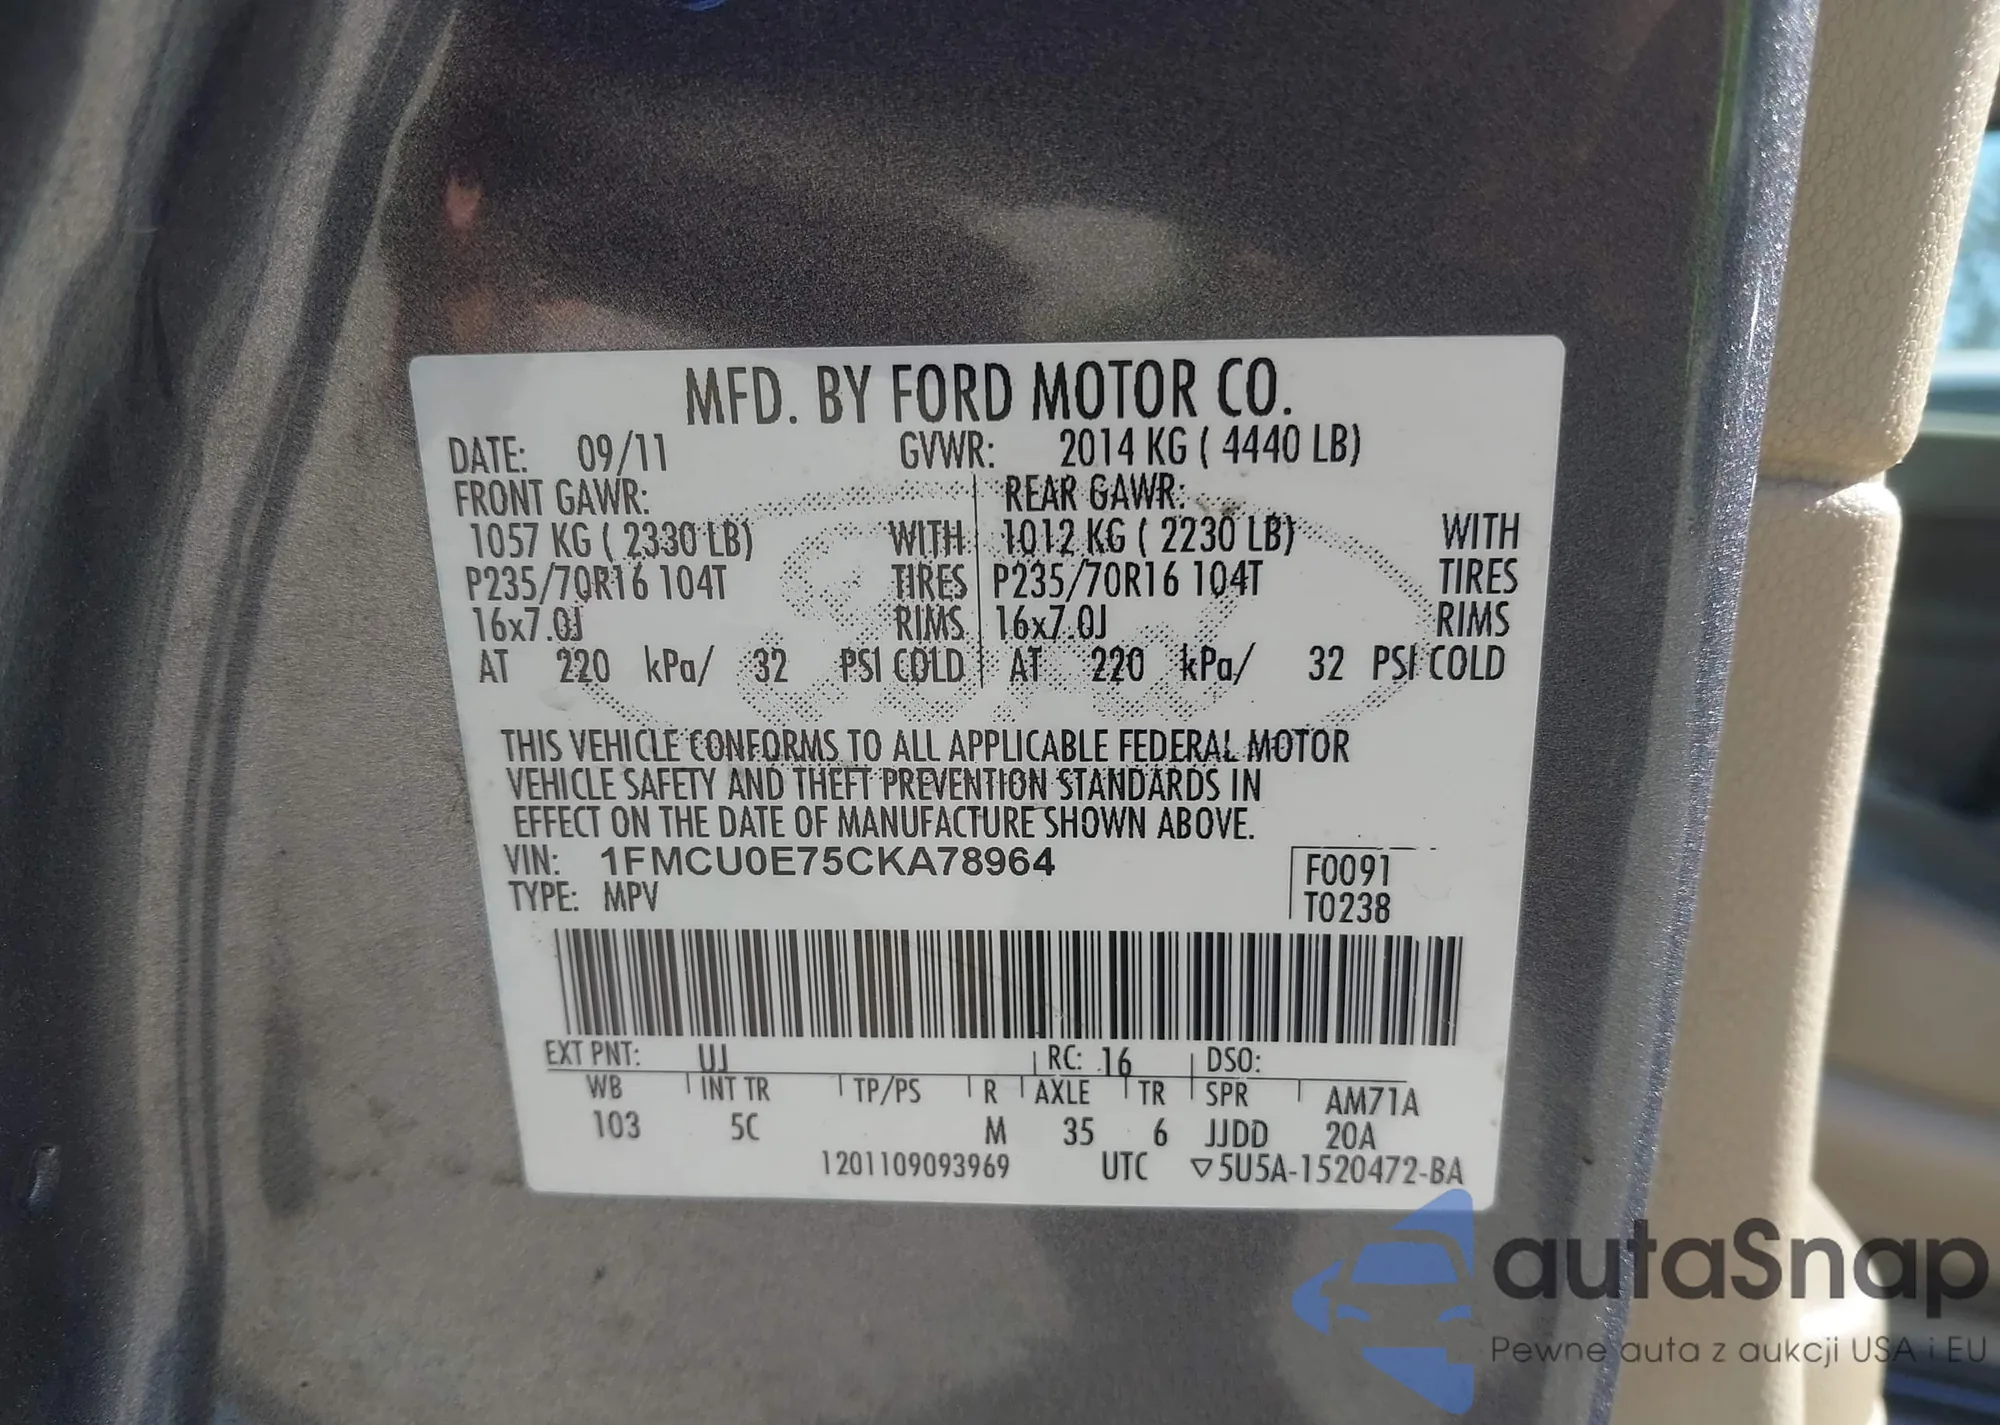 MFD. BY FORD MOTOR CO.
DATE: 09/11 GVWR: 2014 KG ( 4440 LB)
FRONT GAWR: REAR GAWR:
1057 KG ( 2330 LB) WITH 1012 KG ( 2230 LB) WITH
P235/70R16 104T TIRES P235/70R16 104T TIRES
16x7.0J RIMS 16x7.0J RIMS
AT 220 kPa/ 32 PSI COLD AT 220 kPa/ 32 PSI COLD
THIS VEHICLE CONFORMS TO ALL APPLICABLE FEDERAL MOTOR
VEHICLE SAFETY AND THEFT PREVENTION STANDARDS IN
EFFECT ON THE DATE OF MANUFACTURE SHOWN ABOVE.
VIN: 1FMCU0E75CKA78964 F0091
TYPE: MPV T0238
EXT PNT: UJ RC: 16 DSO:
WB INT TR TP/PS R AXLE TR SPR AM71A
103 5C M 35 6 JJDD 20A
1201109093969 UTC ▽5U5A-1520472-BA
autaSnap
Pewne auta z aukcji USA i EU